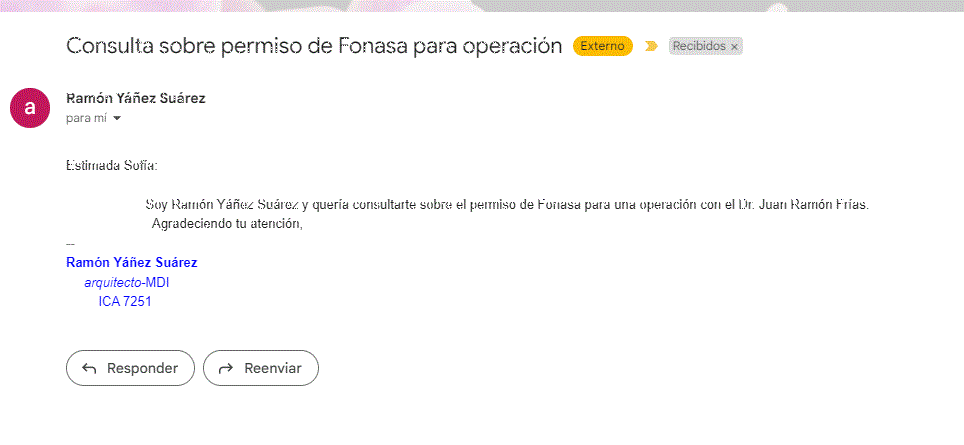 Consulta sobre permiso de Fonasa para operación Externo Recibidos ×
a
Ramón Yáñez Suárez
para mí
Estimada Sofía:
Soy Ramón Yáñez Suárez y quería consultarte sobre el permiso de Fonasa para una operación con el Dr. Juan Ramón Frías.
Agradeciendo tu atención,
--
Ramón Yáñez Suárez
arquitecto-MDI
ICA 7251
Responder Reenviar